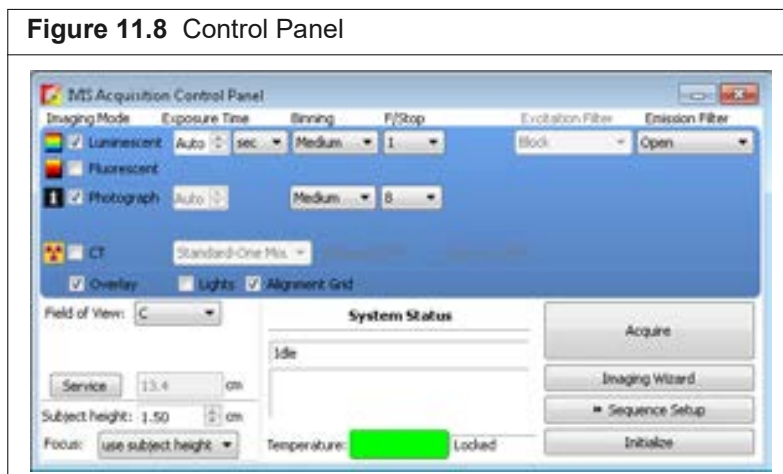 Figure 11.8 Control Panel
IVIS Acquisition Control Panel
Imaging Mode Exposure Time Binning F/Stop Excitation Filter Emission Filter
Luminescent Auto sec Medium 1 Block Open
Fluorescent
Photograph Auto Medium 8
CT Standard-One Mo
Overlay Lights Alignment Grid
Field of View: C
System Status
Acquire
Idle
Service 13.4 cm
Imaging Wizard
Subject height: 1.50 cm
Sequence Setup
Focus: use subject height
Temperature: Locked
Initialize